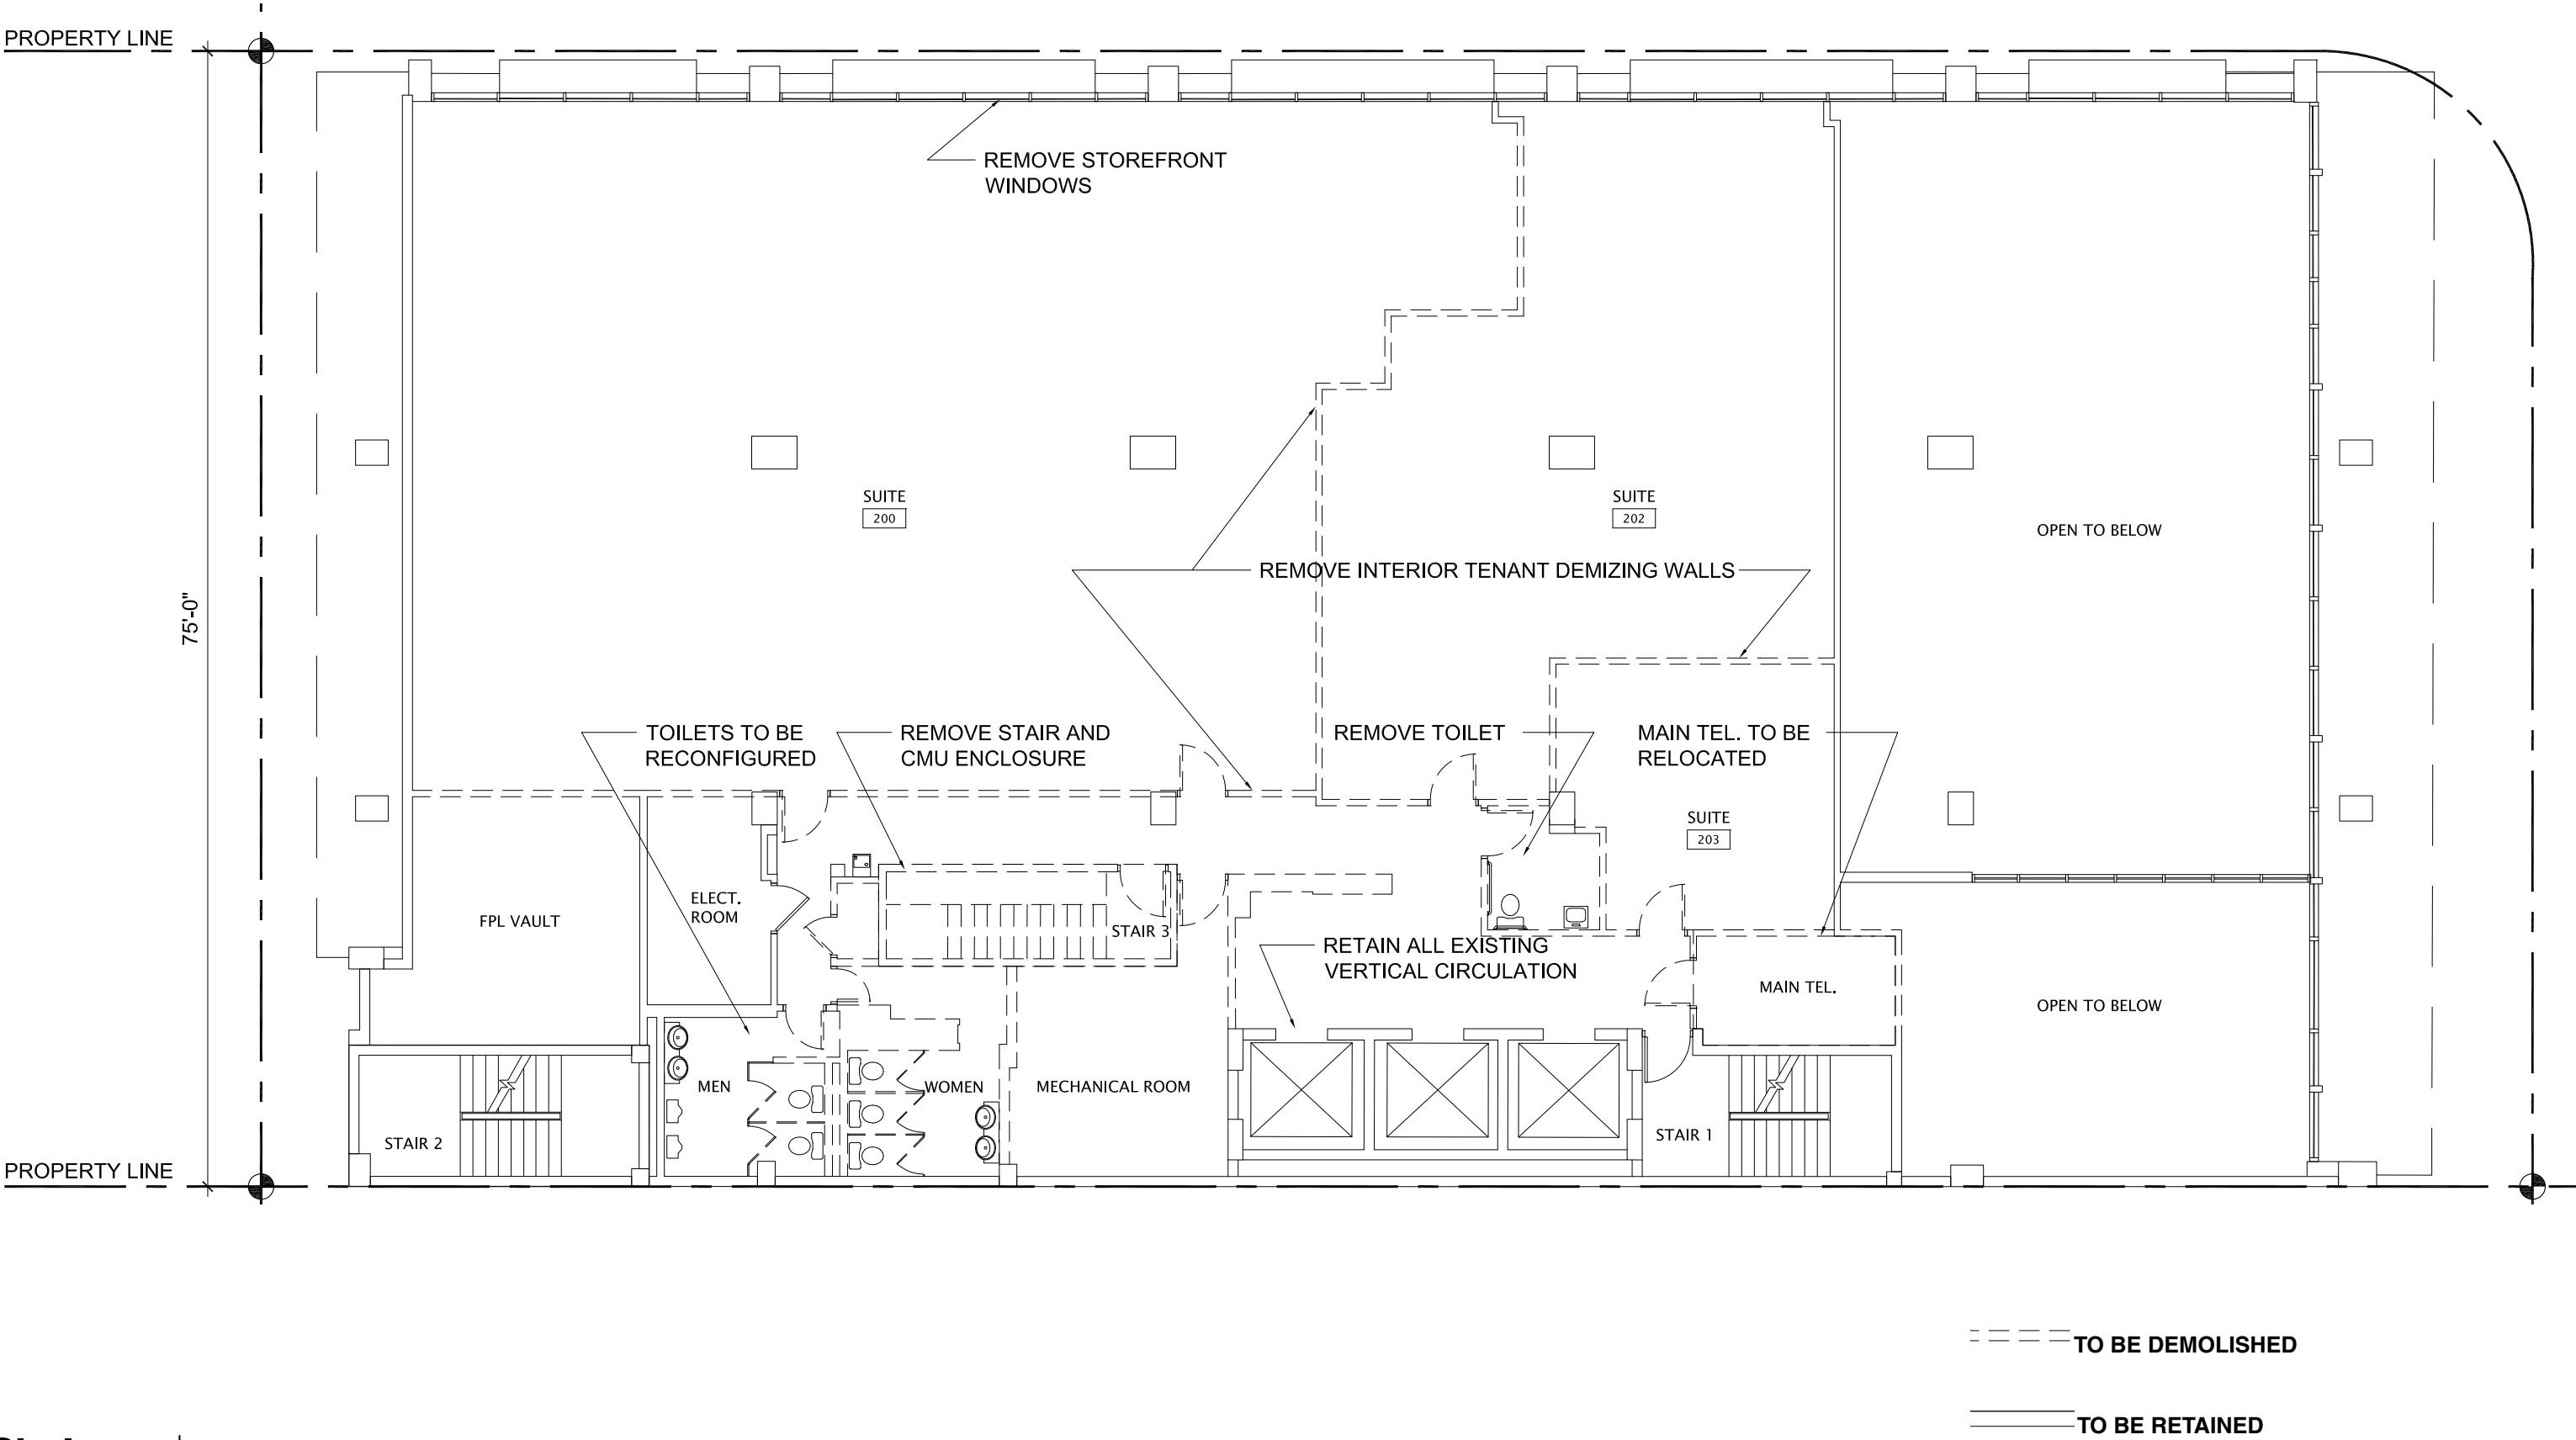 PROPERTY LINE
REMOVE STOREFRONT
WINDOWS
SUITE
200
SUITE
202
OPEN TO BELOW
REMOVE INTERIOR TENANT DEMIZING WALLS
75'-0"
TOILETS TO BE
RECONFIGURED
REMOVE STAIR AND
CMU ENCLOSURE
REMOVE TOILET
MAIN TEL. TO BE
RELOCATED
SUITE
203
FPL VAULT
ELECT.
ROOM
STAIR 3
RETAIN ALL EXISTING
VERTICAL CIRCULATION
MAIN TEL.
OPEN TO BELOW
MEN
WOMEN
MECHANICAL ROOM
STAIR 2
STAIR 1
PROPERTY LINE
TO BE DEMOLISHED
TO BE RETAINED